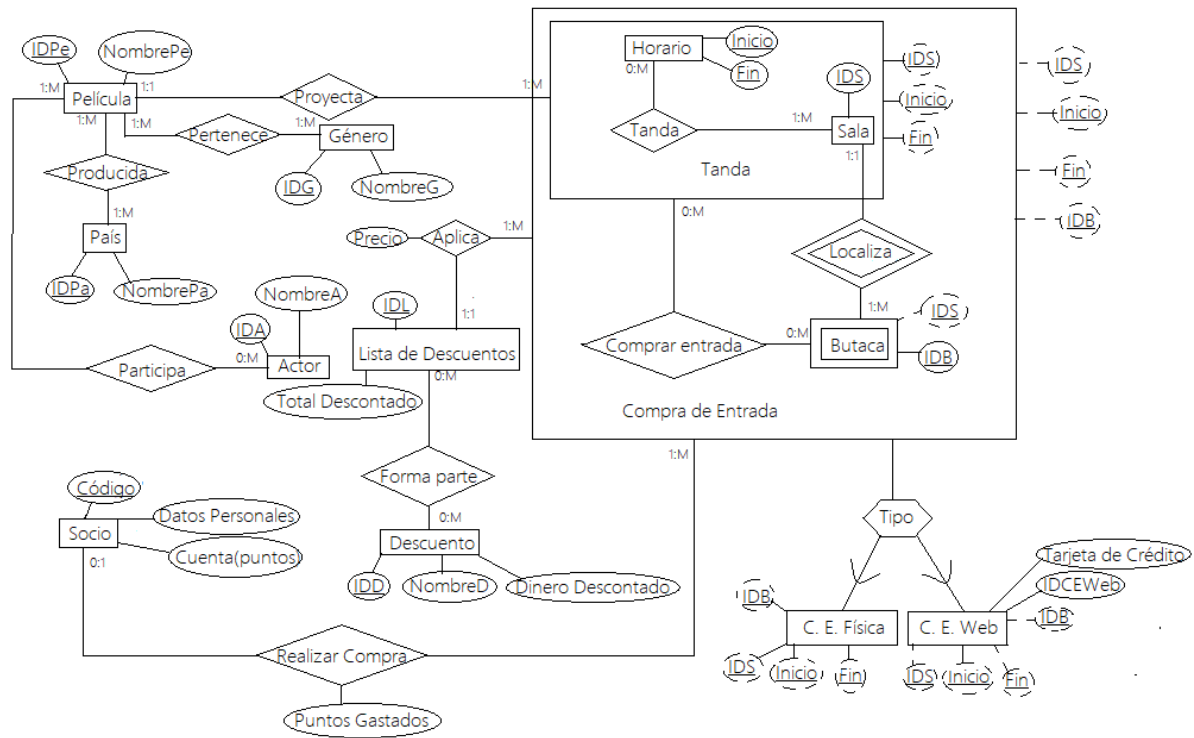 IDPe
NombrePe
1:M
1:1
Película
1:M
1:M
Proyecta
1:M
Pertenece
1:M
Género
IDG
NombreG
Producida
1:M
País
IDPa
NombrePa
Horario
Inicio
Fin
0:M
IDS
Tanda
1:M
Sala
1:1
Tanda
IDS
Inicio
Fin
IDS
Inicio
Fin
IDB
0:M
Localiza
1:M
IDS
Comprar entrada
0:M
Butaca
IDB
Compra de Entrada
Precio
Aplica
1:M
1:1
NombreA
IDA
IDL
Participa
0:M
Actor
Lista de Descuentos
0:M
Total Descontado
Forma parte
0:M
Descuento
IDD
NombreD
Dinero Descontado
Código
Socio
Datos Personales
Cuenta(puntos)
0:1
1:M
Realizar Compra
Puntos Gastados
Tipo
Tarjeta de Crédito
IDCEWeb
IDB
C. E. Física
C. E. Web
IDB
IDS
Inicio
Fin
IDS
Inicio
Fin